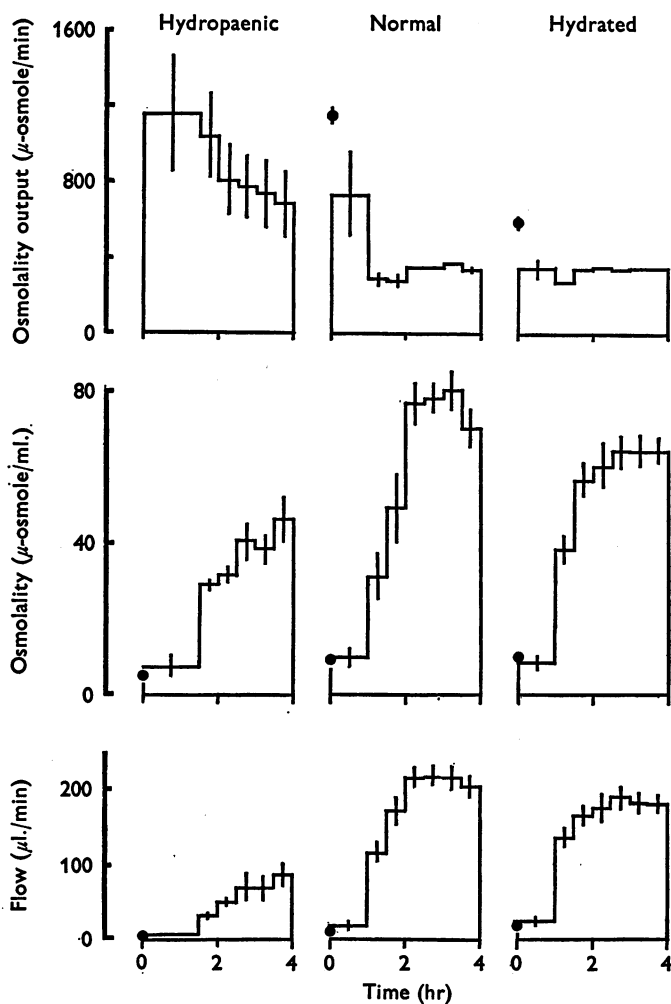 Hydropaenic Normal Hydrated
Osmolality output (μ-osmole/min)
1600
800
0
Osmolality (μ-osmole/ml.)
80
40
0
Flow (μl./min)
200
100
0
0 2 4 0 2 4 0 2 4
Time (hr)